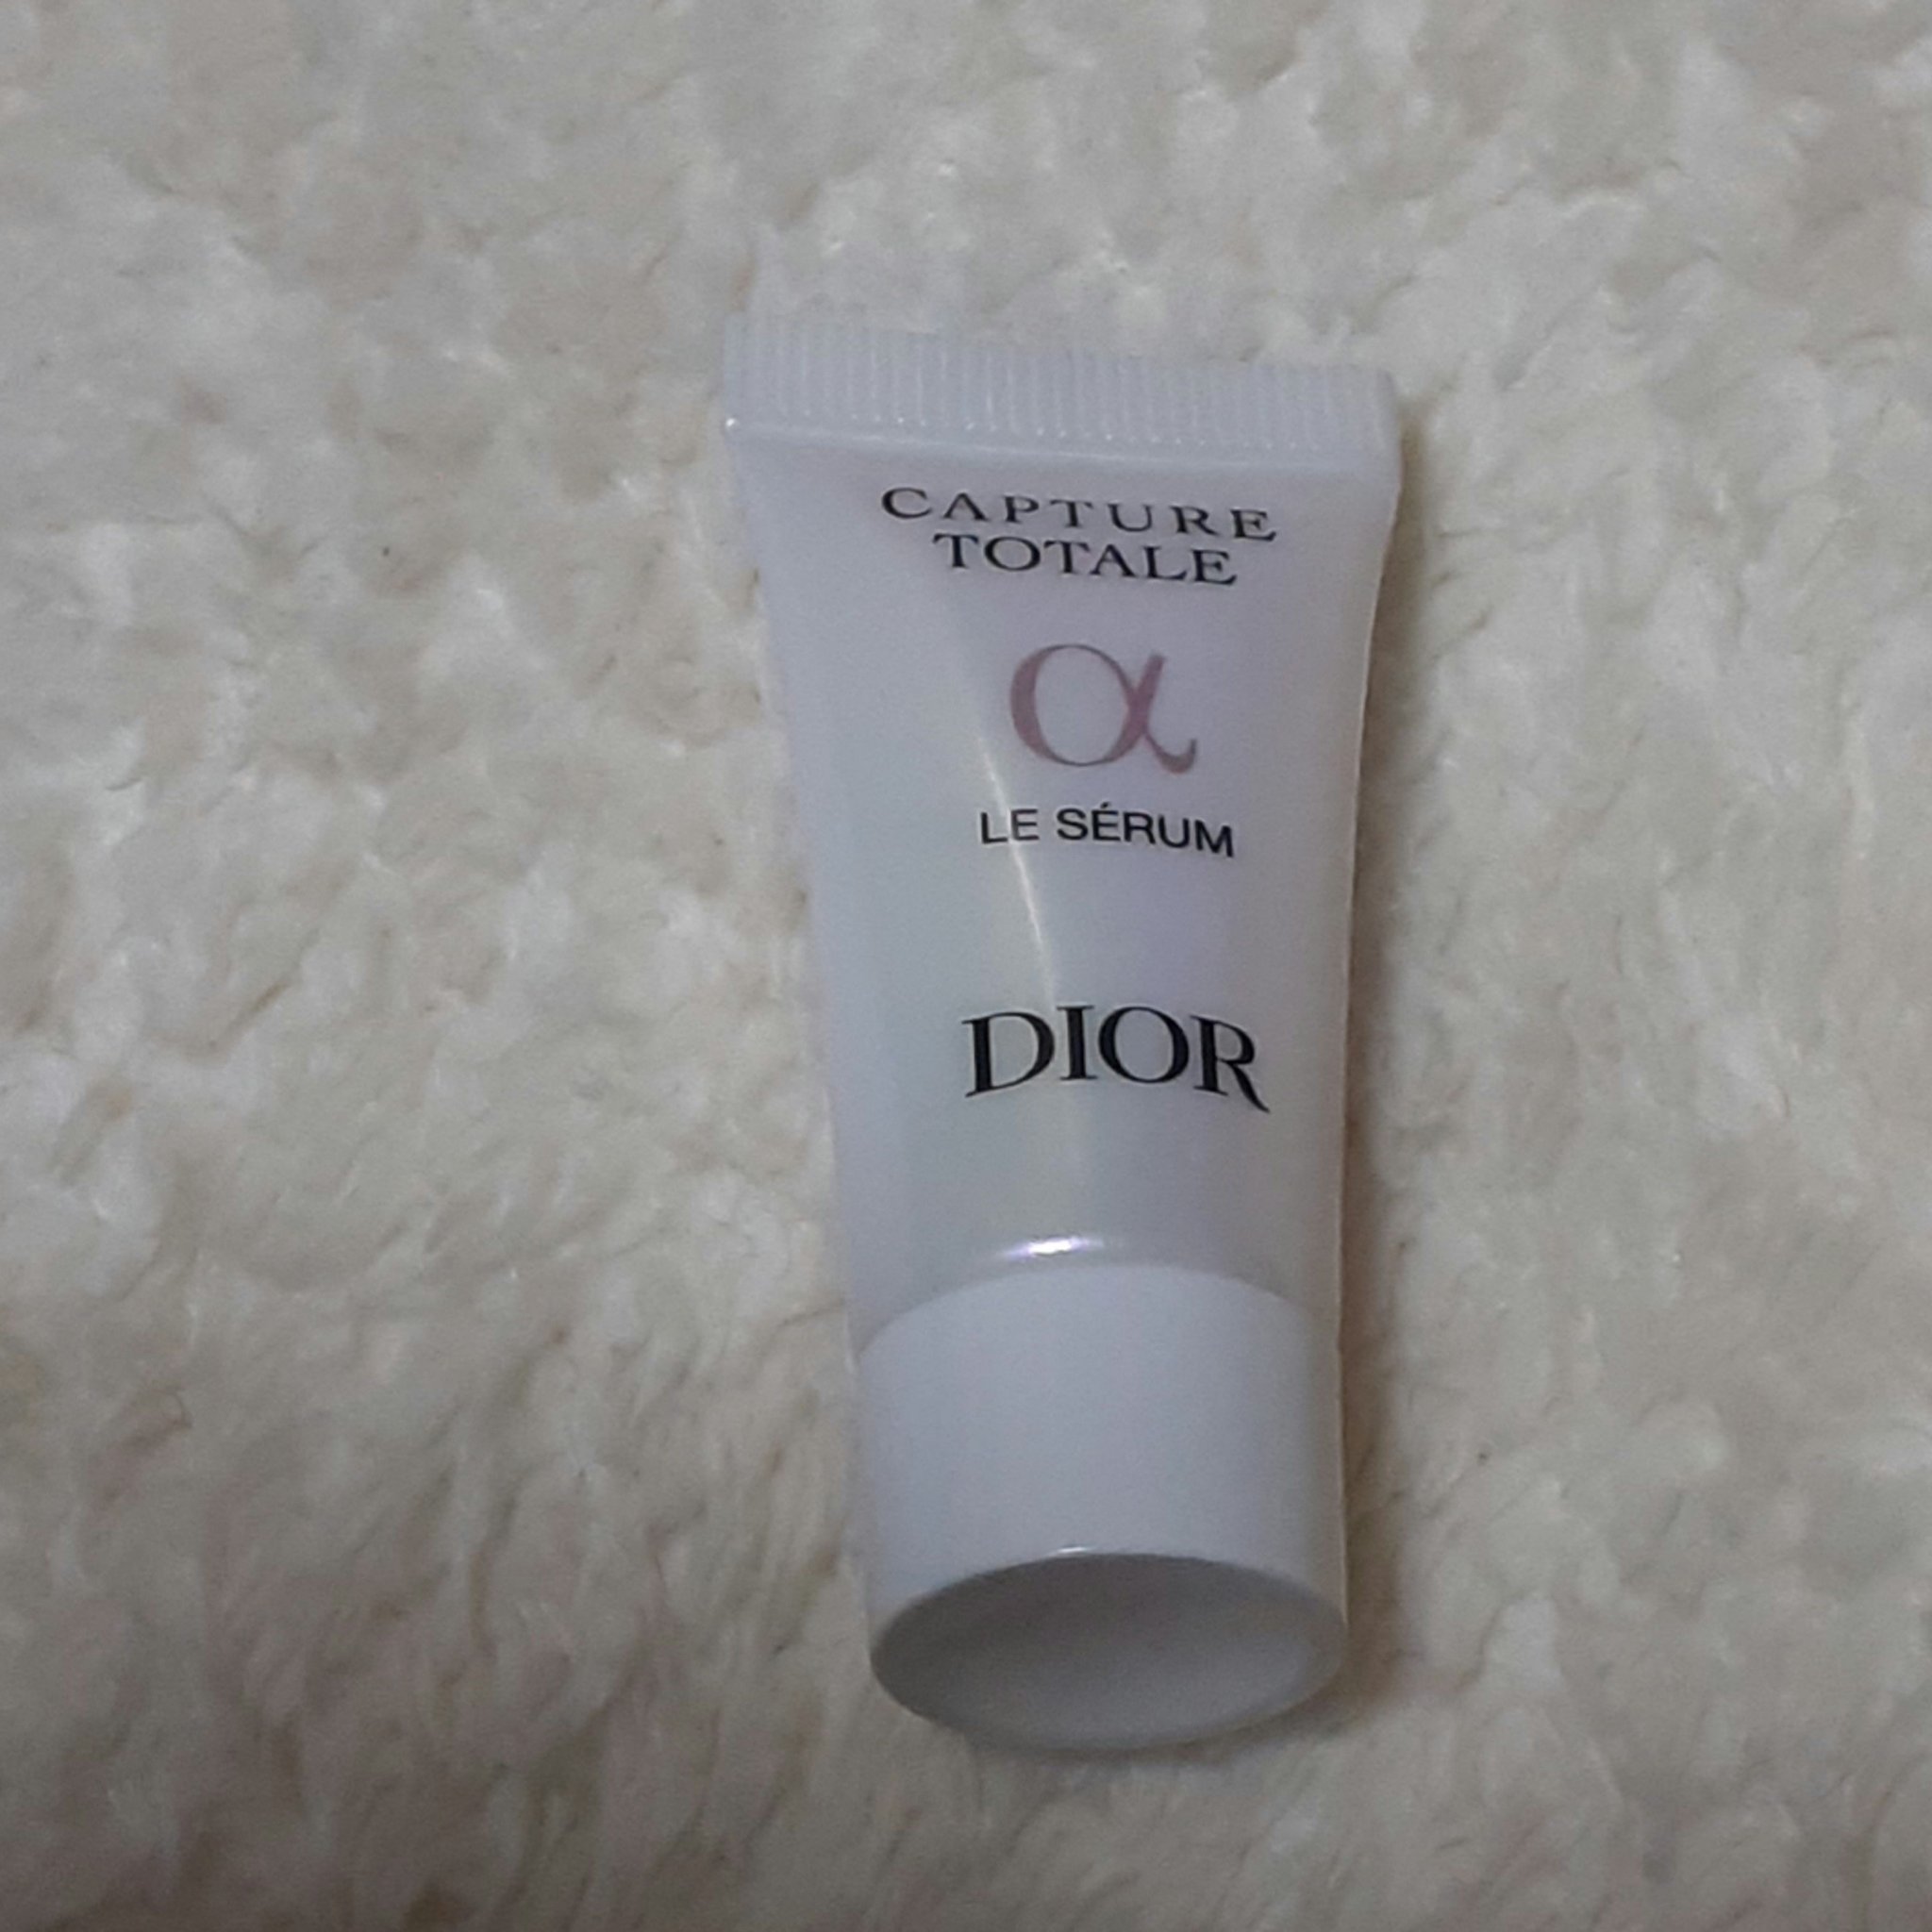 CAPTURE
TOTALE
α
LE SÉRUM
DIOR